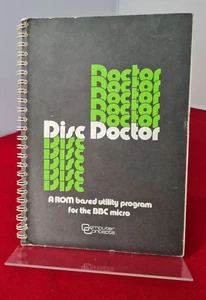 Doctor
Doctor
Doctor
Doctor
Doctor
Disc Doctor
Disc
Disc
Disc
Disc
Disc
A ROM based utility program
for the BBC micro
Computer
Concepts